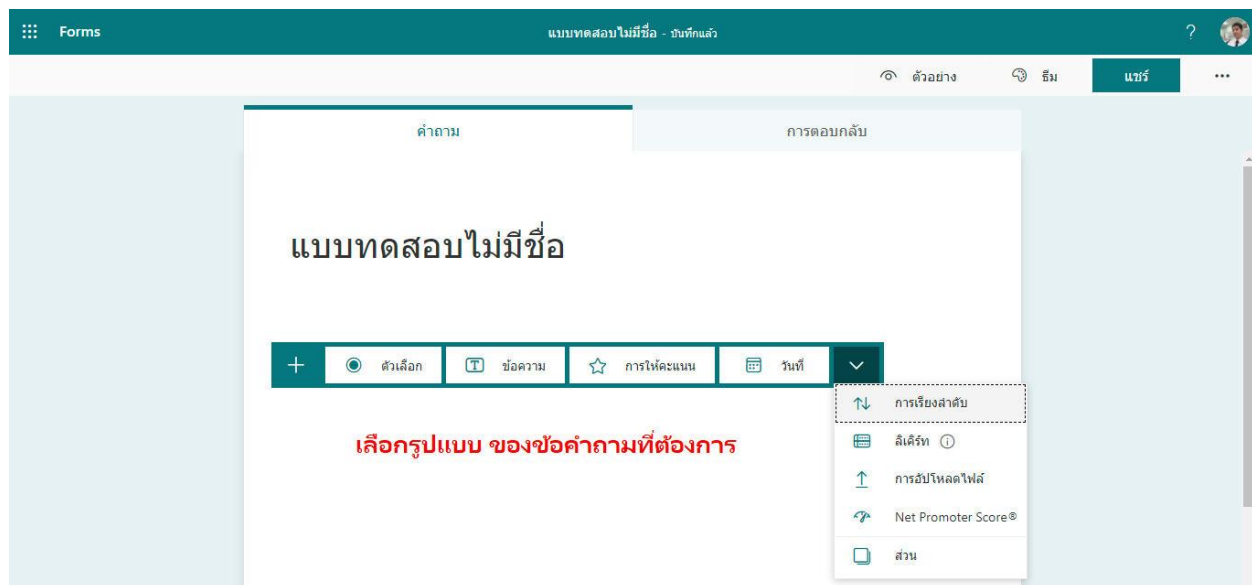 Forms
แบบทดสอบไม่มีชื่อ - บันทึกแล้ว
?
ตัวอย่าง
ธีม
แชร์
คำถาม
การตอบกลับ
แบบทดสอบไม่มีชื่อ
ตัวเลือก
ข้อความ
การให้คะแนน
วันที่
การเรียงลำดับ
ลิเคิร์ท
การอัปโหลดไฟล์
Net Promoter Score®
ส่วน
เลือกรูปแบบ ของข้อคำถามที่ต้องการ